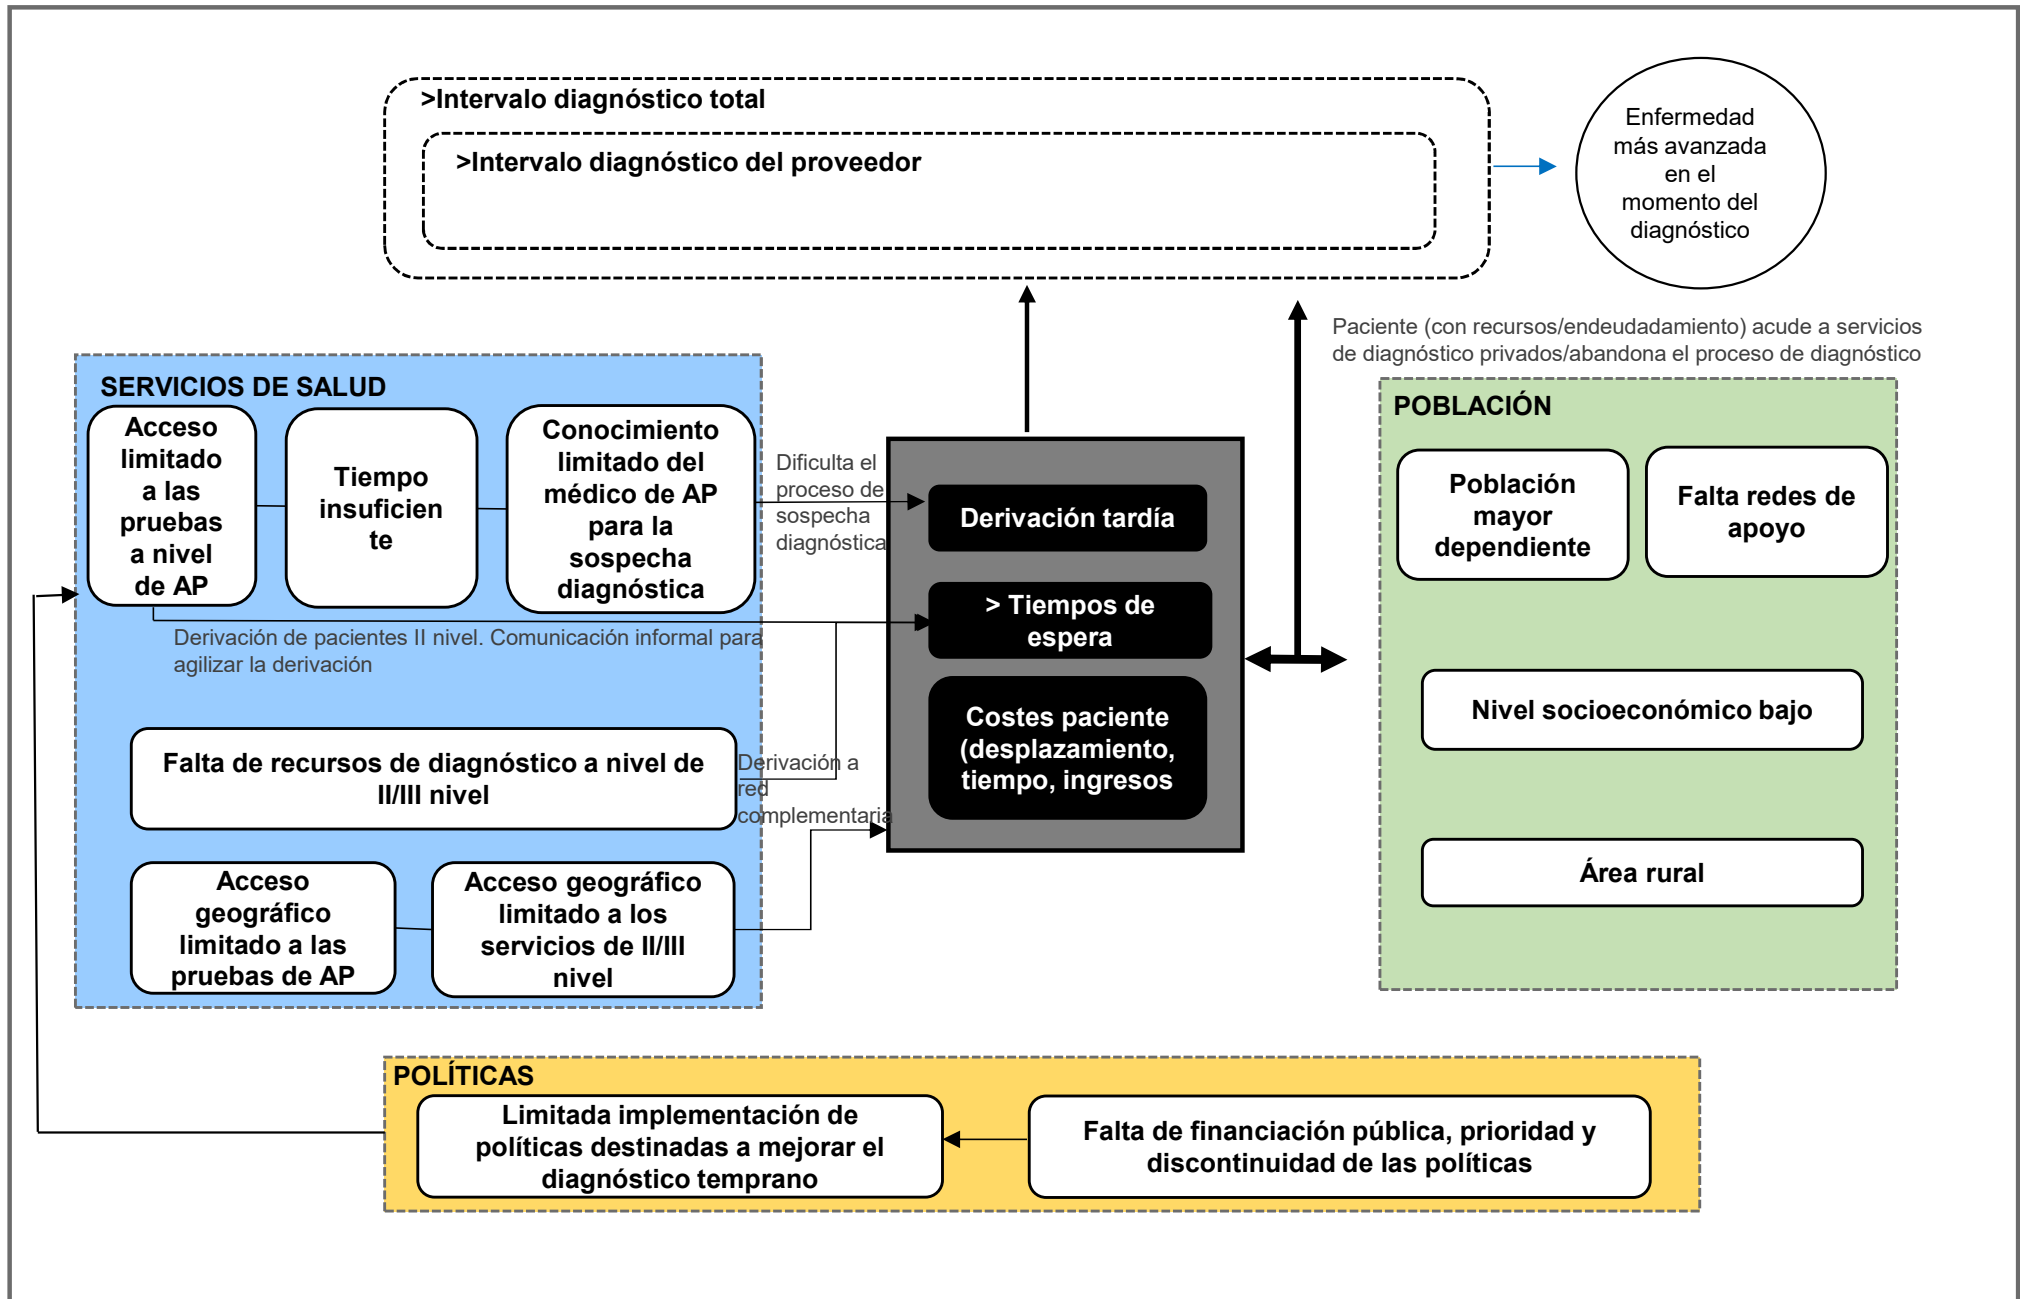 >Intervalo diagnóstico total
>Intervalo diagnóstico del proveedor
Enfermedad
más avanzada
en el
momento del
diagnóstico
Paciente (con recursos/endeudadamiento) acude a servicios
de diagnóstico privados/abandona el proceso de diagnóstico
SERVICIOS DE SALUD
Acceso
limitado
a las
pruebas
a nivel
de AP
Tiempo
insuficien
te
Conocimiento
limitado del
médico de AP
para la
sospecha
diagnóstica
Dificulta el
proceso de
sospecha
diagnóstica
Derivación de pacientes II nivel. Comunicación informal para
agilizar la derivación
Falta de recursos de diagnóstico a nivel de
II/III nivel
Derivación a
red
complementaria
Acceso
geográfico
limitado a las
pruebas de AP
Acceso geográfico
limitado a los
servicios de II/III
nivel
Derivación tardía
> Tiempos de
espera
Costes paciente
(desplazamiento,
tiempo, ingresos
POBLACIÓN
Población
mayor
dependiente
Falta redes de
apoyo
Nivel socioeconómico bajo
Área rural
POLÍTICAS
Limitada implementación de
políticas destinadas a mejorar el
diagnóstico temprano
Falta de financiación pública, prioridad y
discontinuidad de las políticas